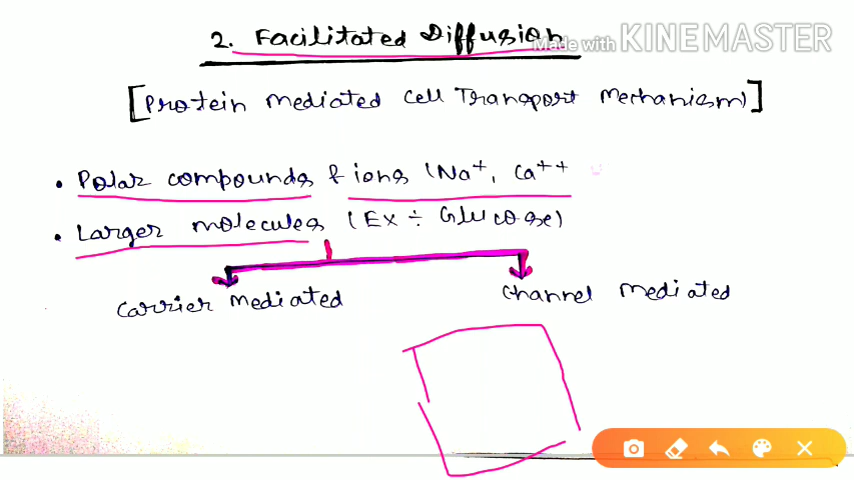 2. Facilitated Diffusion
Made with KINEMASTER
[Protein Mediated Cell Transport Mechanism]
• Polar compounds & ions (Na+, Ca++
• Larger molecules (Ex ÷ Glucose)
Carrier Mediated
Channel Mediated